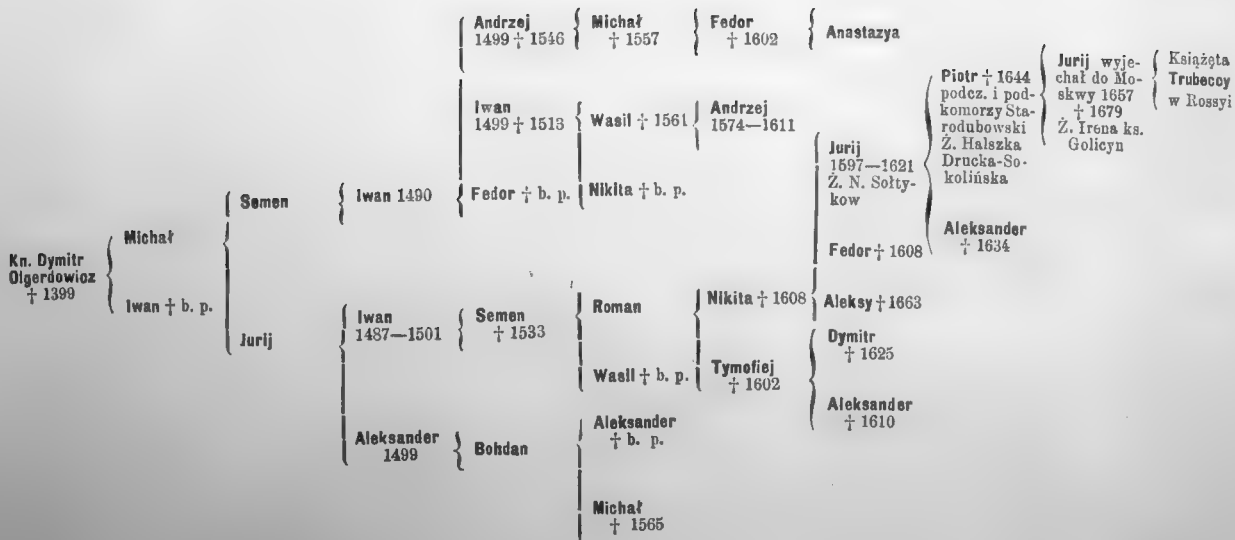 Kn. Dymitr
Olgerdowicz
† 1399
Michał
Iwan † b. p.
Semen
Jurij
Iwan 1490
Iwan
1487—1501
Aleksander
1499
Andrzej
1499 † 1546
Iwan
1499 † 1513
Fedor † b. p.
Semen
† 1533
Bohdan
Michał
† 1557
Wasil † 1561
Nikita † b. p.
Roman
Wasil † b. p.
Aleksander
† b. p.
Michał
† 1565
Fedor
† 1602
Andrzej
1574—1611
Nikita † 1608
Tymofiej
† 1602
Anastazya
Jurij
1597—1621
Ż. N. Sołty-
kow
Fedor † 1608
Aleksy † 1663
Dymitr
† 1625
Aleksander
† 1610
Piotr † 1644
podcz. i pod-
komorzy Sta-
rodubowski
Ż. Halszka
Drucka-So-
kolińska
Aleksander
† 1634
Jurij wyje-
chał do Mo-
skwy 1657
† 1679
Ż. Irena ks.
Golicyn
Książęta
Trubeccy
w Rossyi